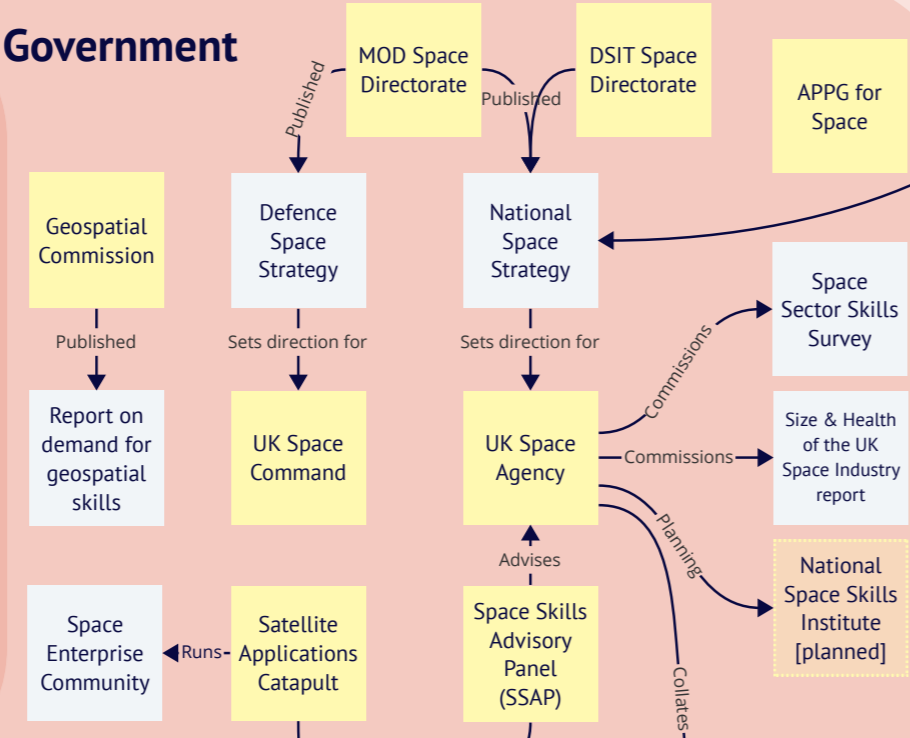 Government
MOD Space
Directorate
DSIT Space
Directorate
APPG for
Space
Published
Published
Geospatial
Commission
Defence
Space
Strategy
National
Space
Strategy
Space
Sector Skills
Survey
Published
Sets direction for
Sets direction for
Commissions
Report on
demand for
geospatial
skills
UK Space
Command
UK Space
Agency
Commissions
Size & Health
of the UK
Space Industry
report
Advises
Planning
National
Space Skills
Institute
[planned]
Space
Enterprise
Community
Runs
Satellite
Applications
Catapult
Space Skills
Advisory
Panel
(SSAP)
Collates